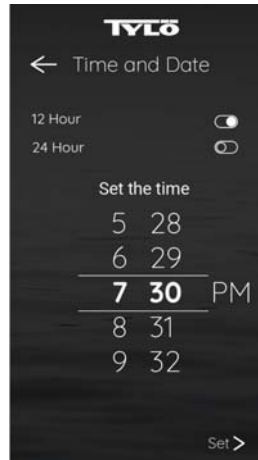 TYLÖ
Time and Date
12 Hour
24 Hour
Set the time
5 28
6 29
7 30 PM
8 31
9 32
Set >